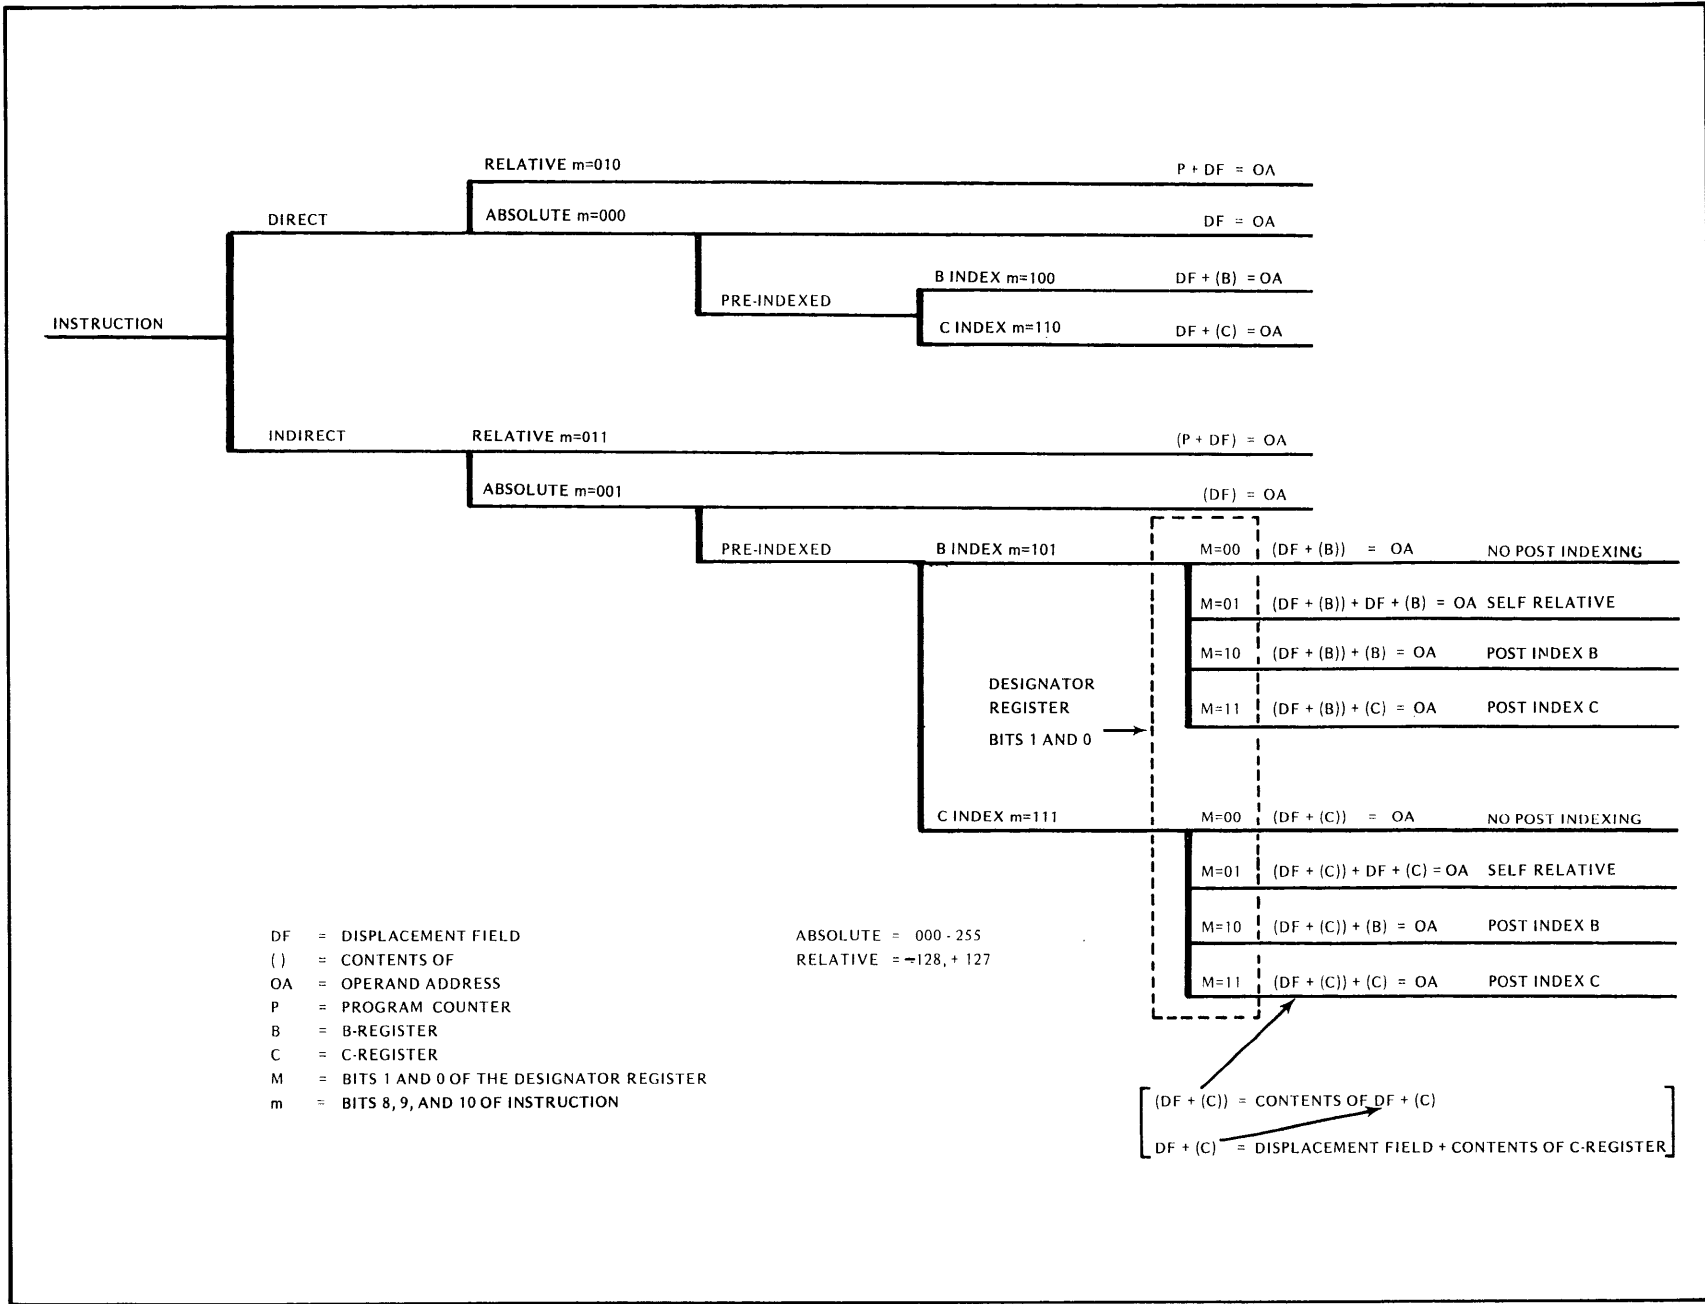 RELATIVE m=010 P + DF = OA
DIRECT ABSOLUTE m=000 DF = OA
B INDEX m=100 DF + (B) = OA
PRE-INDEXED
INSTRUCTION C INDEX m=110 DF + (C) = OA
INDIRECT RELATIVE m=011 (P + DF) = OA
ABSOLUTE m=001 (DF) = OA
PRE-INDEXED B INDEX m=101 M=00 (DF + (B)) = OA NO POST INDEXING
M=01 (DF + (B)) + DF + (B) = OA SELF RELATIVE
M=10 (DF + (B)) + (B) = OA POST INDEX B
DESIGNATOR
REGISTER
M=11 (DF + (B)) + (C) = OA POST INDEX C
BITS 1 AND 0
C INDEX m=111 M=00 (DF + (C)) = OA NO POST INDEXING
M=01 (DF + (C)) + DF + (C) = OA SELF RELATIVE
M=10 (DF + (C)) + (B) = OA POST INDEX B
M=11 (DF + (C)) + (C) = OA POST INDEX C
DF = DISPLACEMENT FIELD
( ) = CONTENTS OF
OA = OPERAND ADDRESS
P = PROGRAM COUNTER
B = B-REGISTER
C = C-REGISTER
M = BITS 1 AND 0 OF THE DESIGNATOR REGISTER
m = BITS 8, 9, AND 10 OF INSTRUCTION
ABSOLUTE = 000 - 255
RELATIVE = -128, + 127
(DF + (C)) = CONTENTS OF DF + (C)
DF + (C) = DISPLACEMENT FIELD + CONTENTS OF C-REGISTER